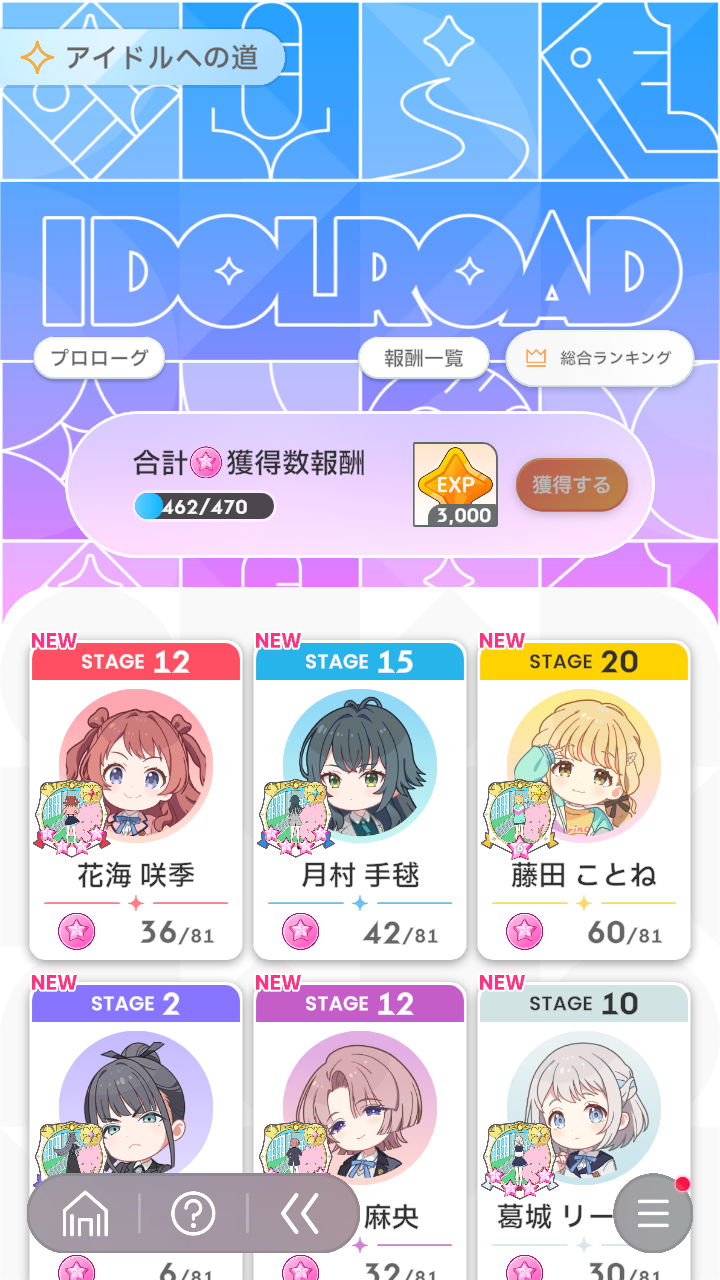 アイドルへの道
IDOLROAD
プロローグ
報酬一覧
総合ランキング
合計 獲得数報酬
462/470
EXP
3,000
獲得する
NEW
STAGE 12
花海 咲季
36/81
NEW
STAGE 15
月村 手毬
42/81
NEW
STAGE 20
藤田 ことね
60/81
NEW
STAGE 2
6/81
NEW
STAGE 12
麻央
32/81
NEW
STAGE 10
葛城 リー
30/81
?